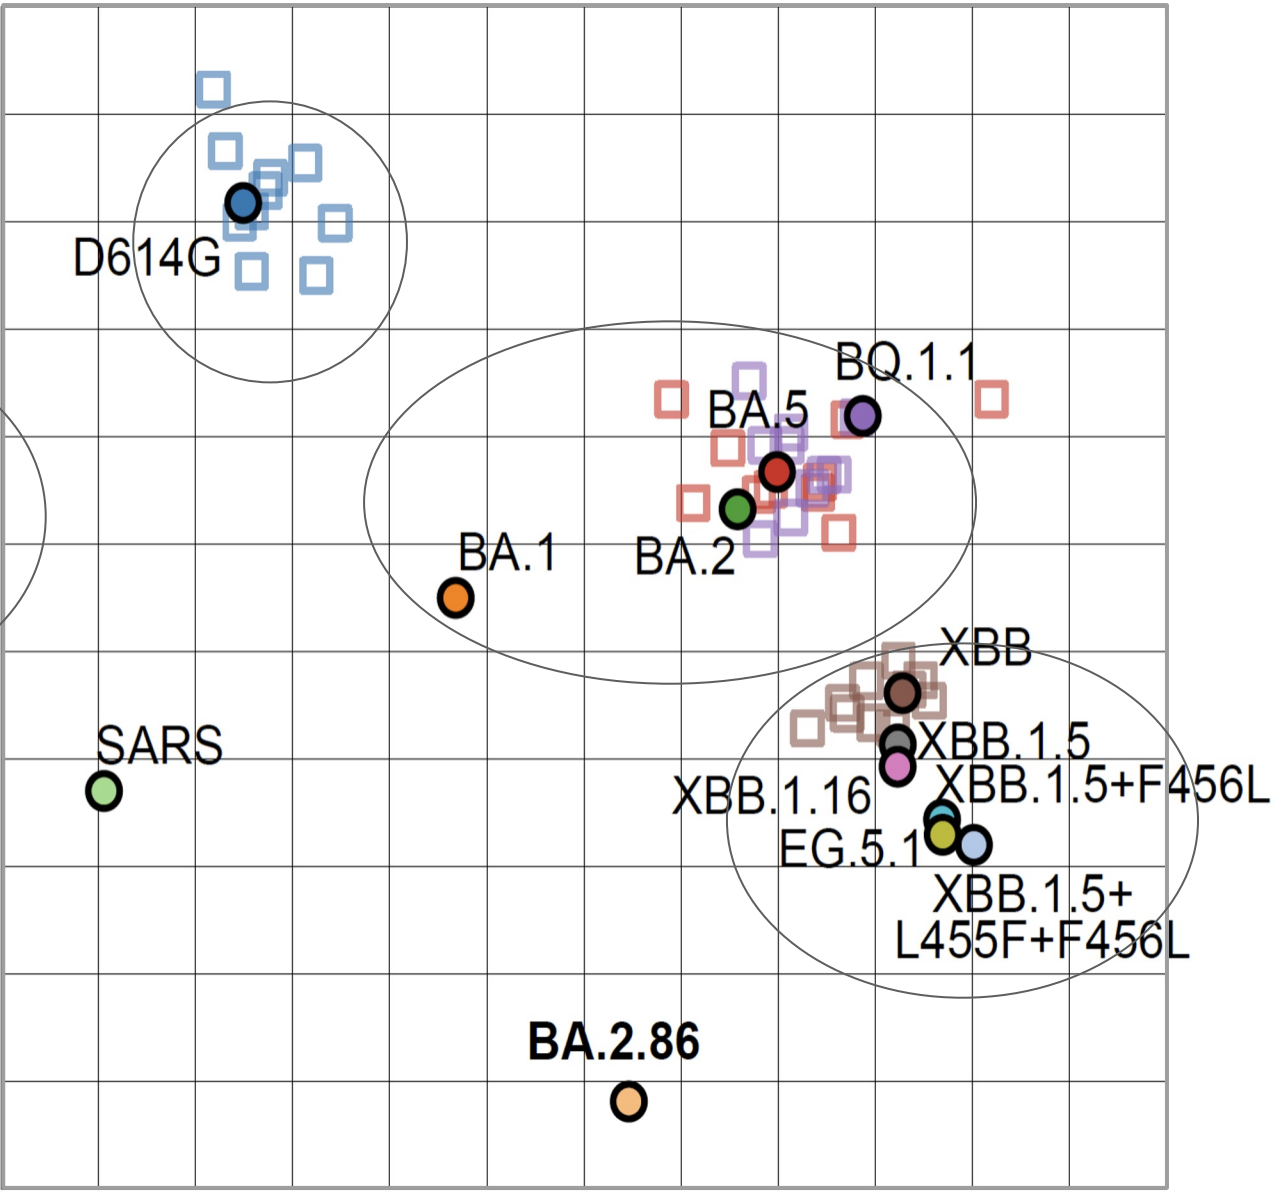 D614G
BQ.1.1
BA.5
BA.1
BA.2
XBB
SARS
XBB.1.5
XBB.1.16
XBB.1.5+F456L
EG.5.1
XBB.1.5+
L455F+F456L
BA.2.86